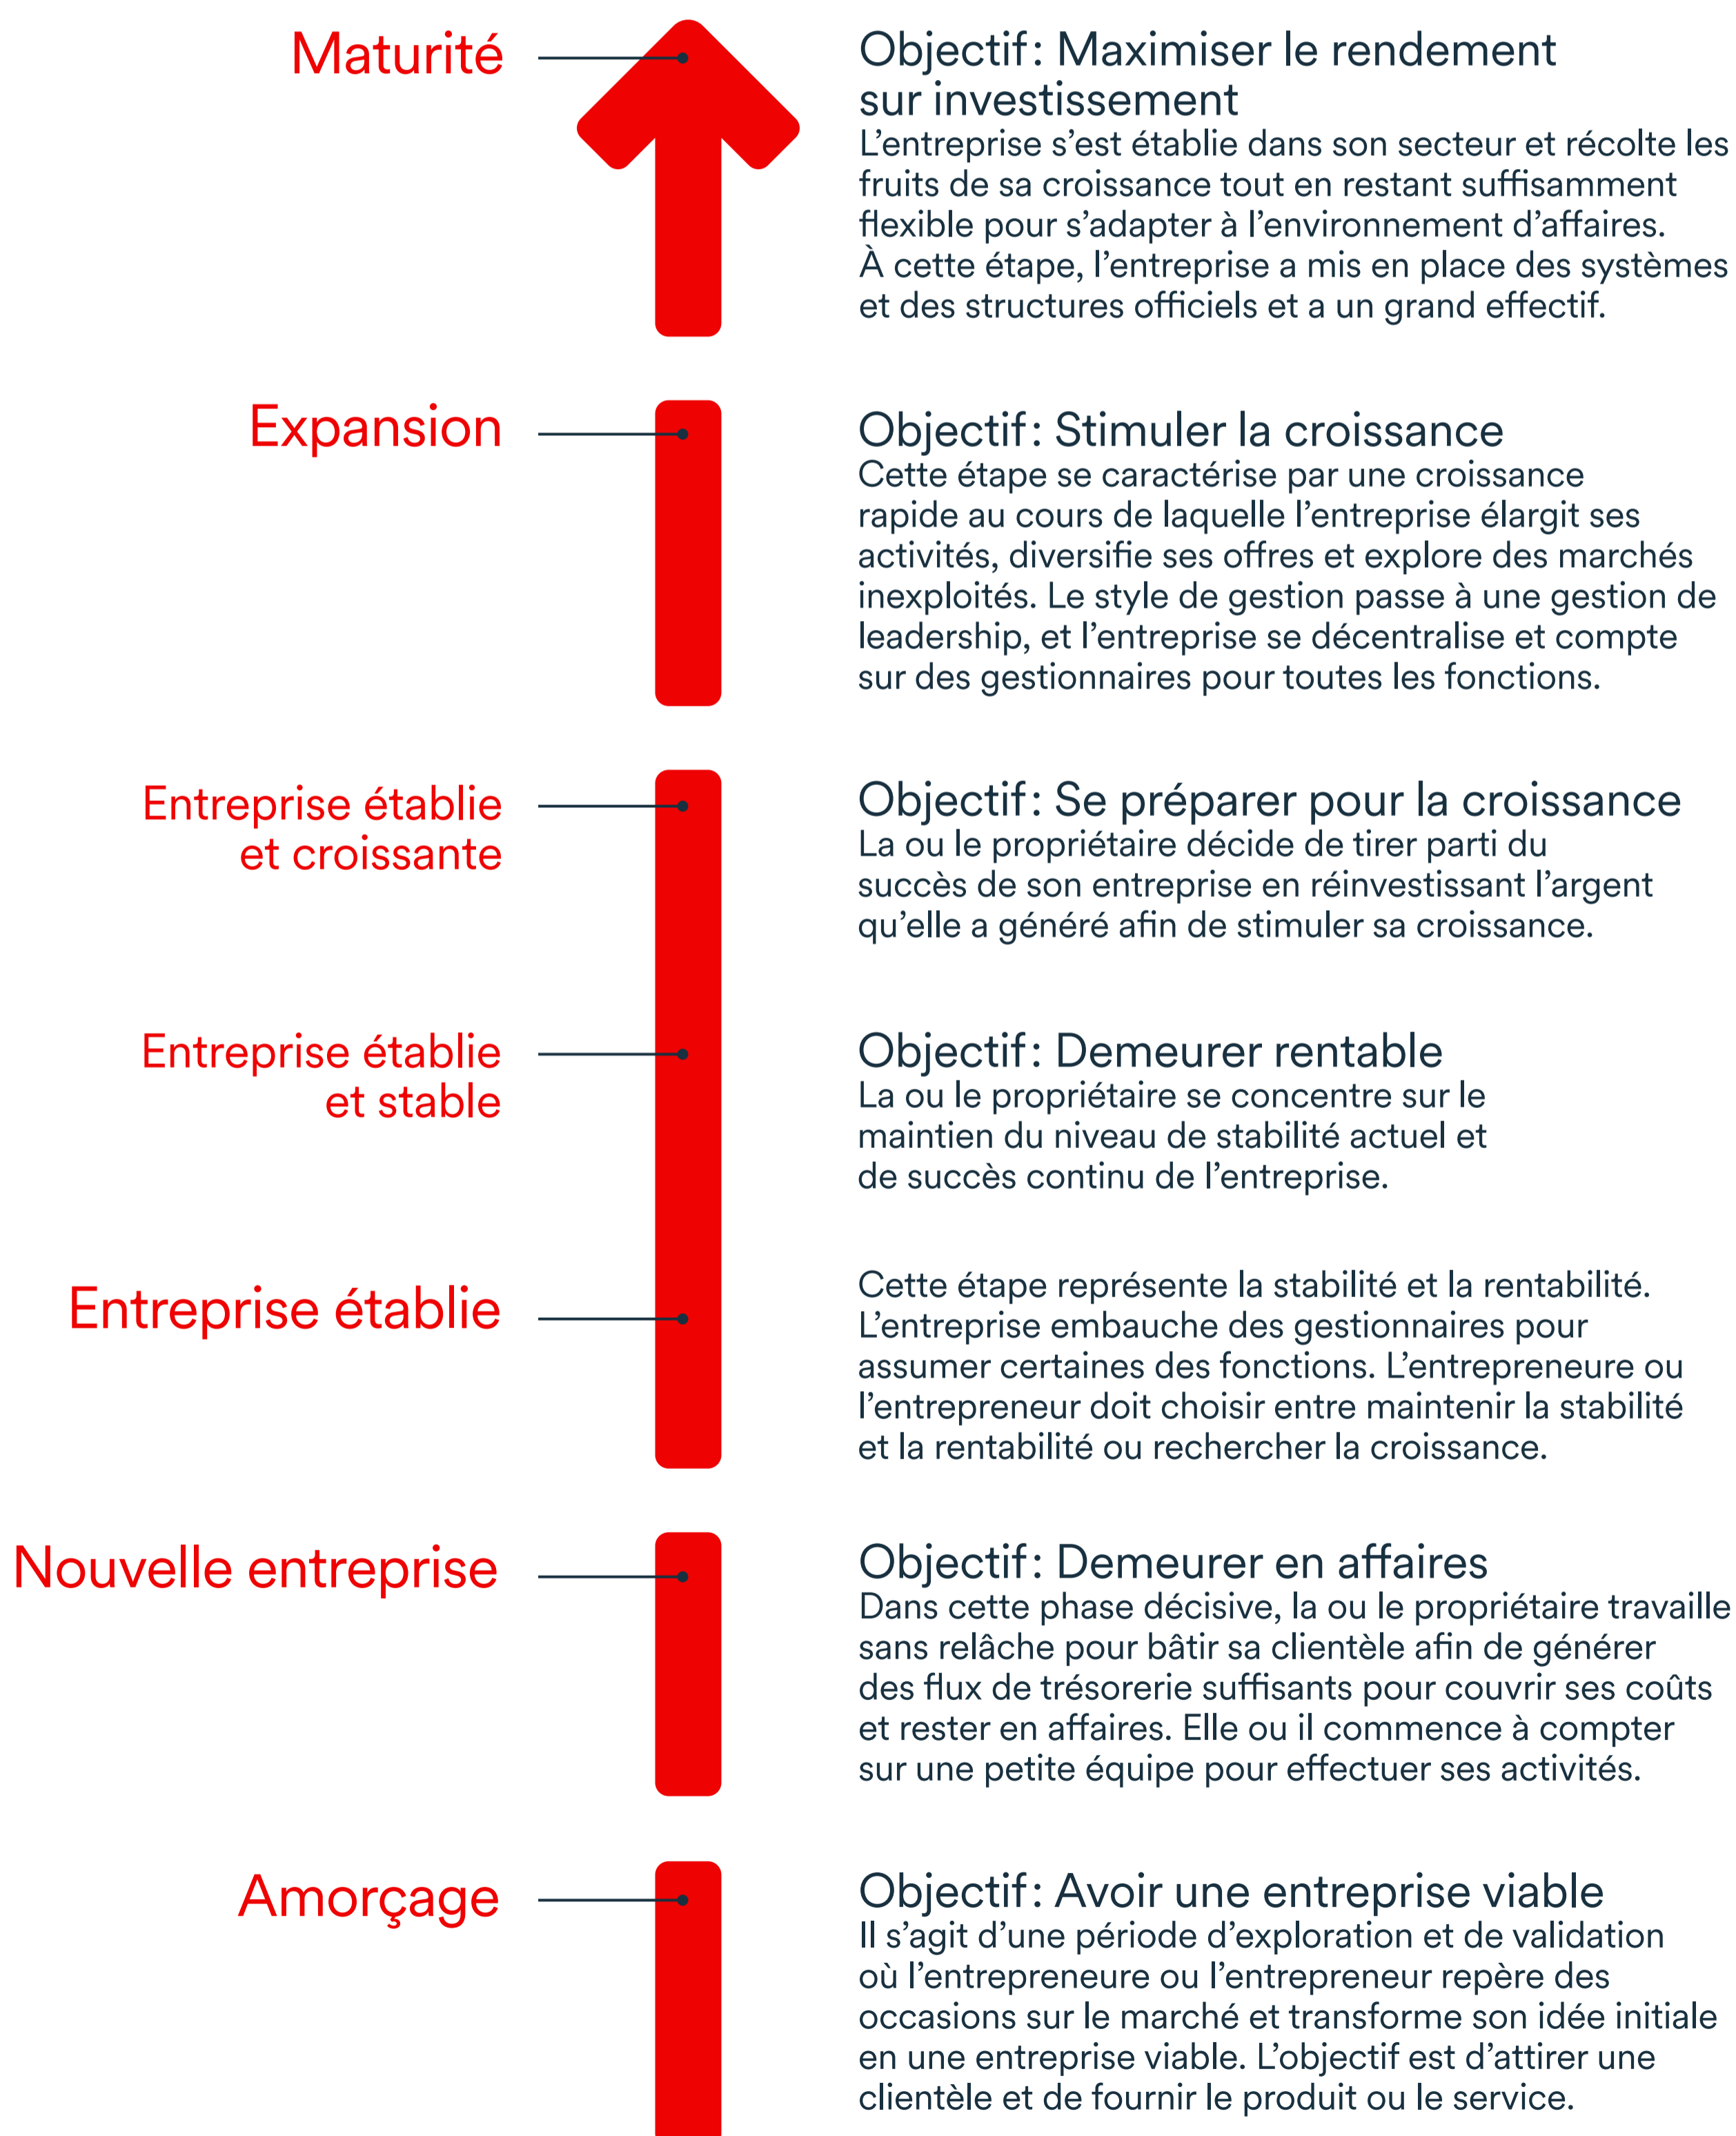 Maturité
Objectif : Maximiser le rendement
sur investissement
L’entreprise s’est établie dans son secteur et récolte les
fruits de sa croissance tout en restant suffisamment
flexible pour s’adapter à l’environnement d’affaires.
À cette étape, l’entreprise a mis en place des systèmes
et des structures officiels et a un grand effectif.
Expansion
Objectif : Stimuler la croissance
Cette étape se caractérise par une croissance
rapide au cours de laquelle l’entreprise élargit ses
activités, diversifie ses offres et explore des marchés
inexploités. Le style de gestion passe à une gestion de
leadership, et l’entreprise se décentralise et compte
sur des gestionnaires pour toutes les fonctions.
Entreprise établie
et croissante
Objectif : Se préparer pour la croissance
La ou le propriétaire décide de tirer parti du
succès de son entreprise en réinvestissant l’argent
qu’elle a généré afin de stimuler sa croissance.
Entreprise établie
et stable
Objectif : Demeurer rentable
La ou le propriétaire se concentre sur le
maintien du niveau de stabilité actuel et
de succès continu de l’entreprise.
Entreprise établie
Cette étape représente la stabilité et la rentabilité.
L’entreprise embauche des gestionnaires pour
assumer certaines des fonctions. L’entrepreneure ou
l’entrepreneur doit choisir entre maintenir la stabilité
et la rentabilité ou rechercher la croissance.
Nouvelle entreprise
Objectif : Demeurer en affaires
Dans cette phase décisive, la ou le propriétaire travaille
sans relâche pour bâtir sa clientèle afin de générer
des flux de trésorerie suffisants pour couvrir ses coûts
et rester en affaires. Elle ou il commence à compter
sur une petite équipe pour effectuer ses activités.
Amorçage
Objectif : Avoir une entreprise viable
Il s’agit d’une période d’exploration et de validation
où l’entrepreneure ou l’entrepreneur repère des
occasions sur le marché et transforme son idée initiale
en une entreprise viable. L’objectif est d’attirer une
clientèle et de fournir le produit ou le service.